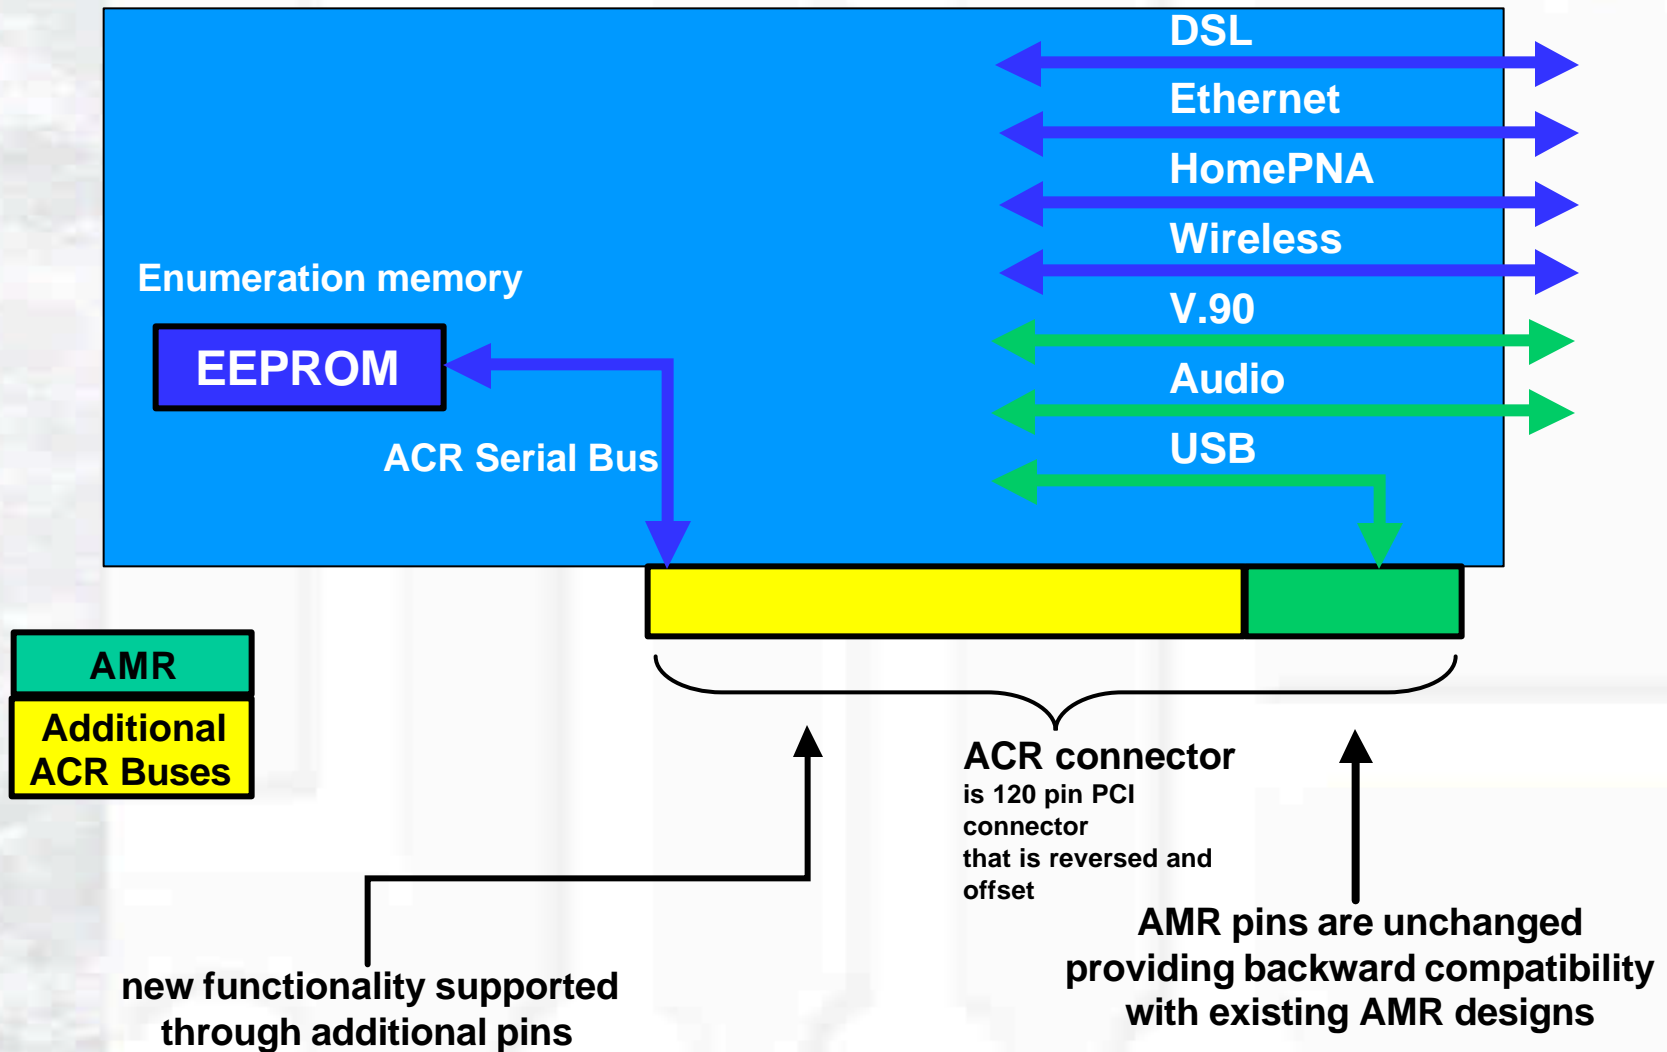 DSL
Ethernet
HomePNA
Wireless
V.90
Audio
USB
Enumeration memory
EEPROM
ACR Serial Bus
AMR
Additional
ACR Buses
ACR connector
is 120 pin PCI
connector
that is reversed and
offset
new functionality supported
through additional pins
AMR pins are unchanged
providing backward compatibility
with existing AMR designs